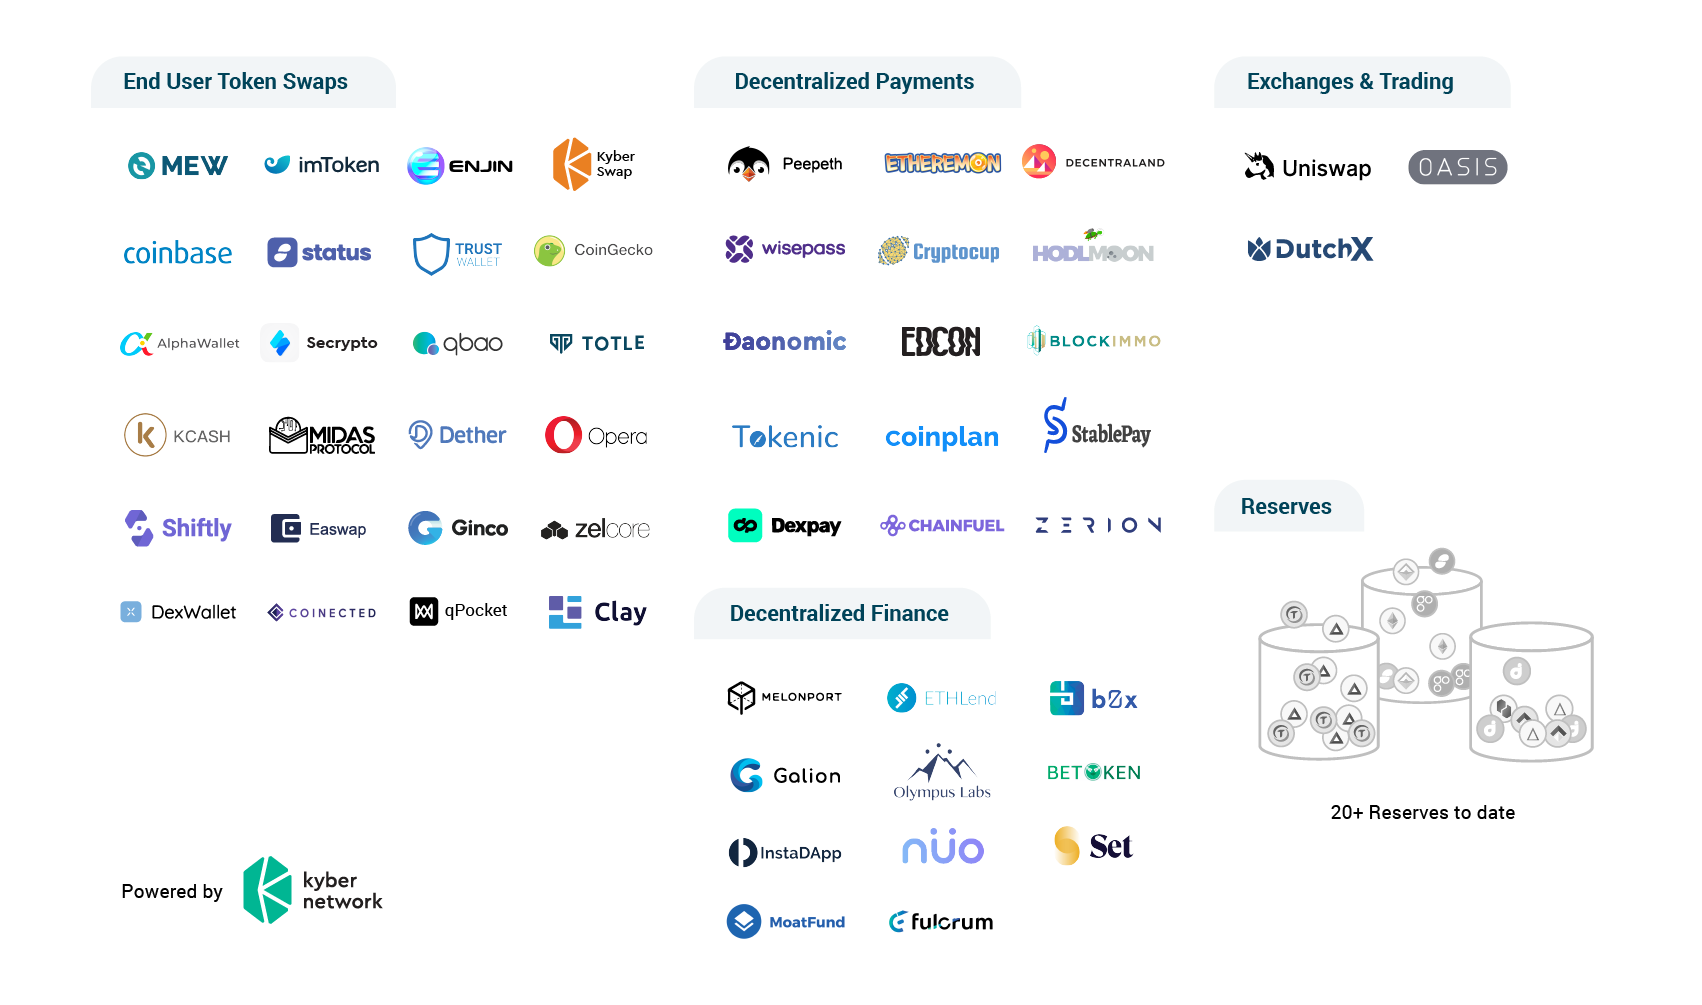 End User Token Swaps
MEW
imToken
ENJIN
Kyber
Swap
coinbase
status
TRUST
WALLET
CoinGecko
AlphaWallet
Secrypto
qbao
TOTLE
KCASH
MIDAS
PROTOCOL
Dether
Opera
Shiftly
Easwap
Ginco
zelcore
DexWallet
COINECTED
qPocket
Clay
Decentralized Payments
Peepeth
ETHEREMON
DECENTRALAND
wisepass
Cryptocup
HODLMOON
Đaonomic
EDCON
BLOCKIMMO
Tokenic
coinplan
StablePay
Dexpay
CHAINFUEL
ZERION
Decentralized Finance
MELONPORT
ETHLend
b0x
Galion
Olympus Labs
BETOKEN
InstaDApp
nüo
Set
MoatFund
fulcrum
Exchanges & Trading
Uniswap
OASIS
DutchX
Reserves
20+ Reserves to date
Powered by
kyber
network